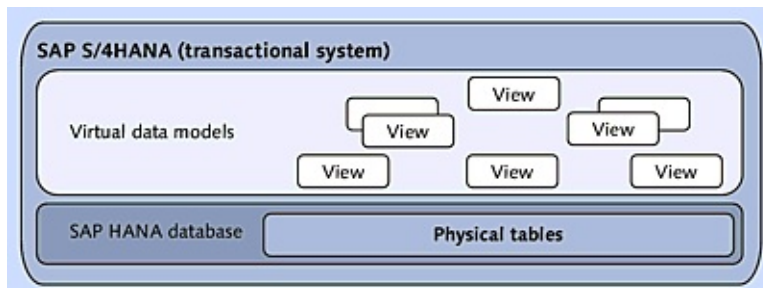 SAP S/4HANA (transactional system)
View
Virtual data models
View
View
View
View
View
SAP HANA database
Physical tables